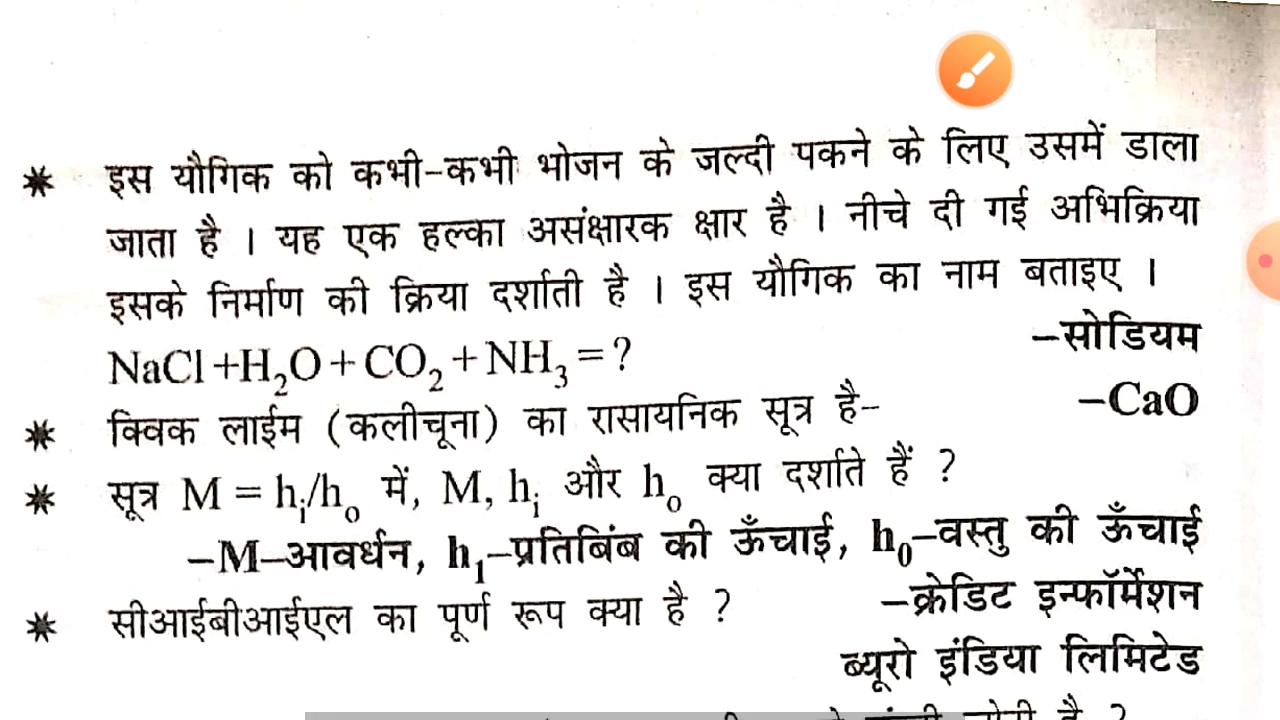 ✷ इस यौगिक को कभी-कभी भोजन के जल्दी पकने के लिए उसमें डाला
जाता है । यह एक हल्का असंक्षारक क्षार है । नीचे दी गई अभिक्रिया
इसके निर्माण की क्रिया दर्शाती है । इस यौगिक का नाम बताइए ।
NaCl+H₂O+CO₂+NH₃=? –सोडियम
✷ क्विक लाईम (कलीचूना) का रासायनिक सूत्र है- –CaO
✷ सूत्र M = hᵢ/hₒ में, M, hᵢ और hₒ क्या दर्शाते हैं ?
–M–आवर्धन, h₁–प्रतिबिंब की ऊँचाई, h₀–वस्तु की ऊँचाई
✷ सीआईबीआईएल का पूर्ण रूप क्या है ? –क्रेडिट इन्फॉर्मेशन
ब्यूरो इंडिया लिमिटेड